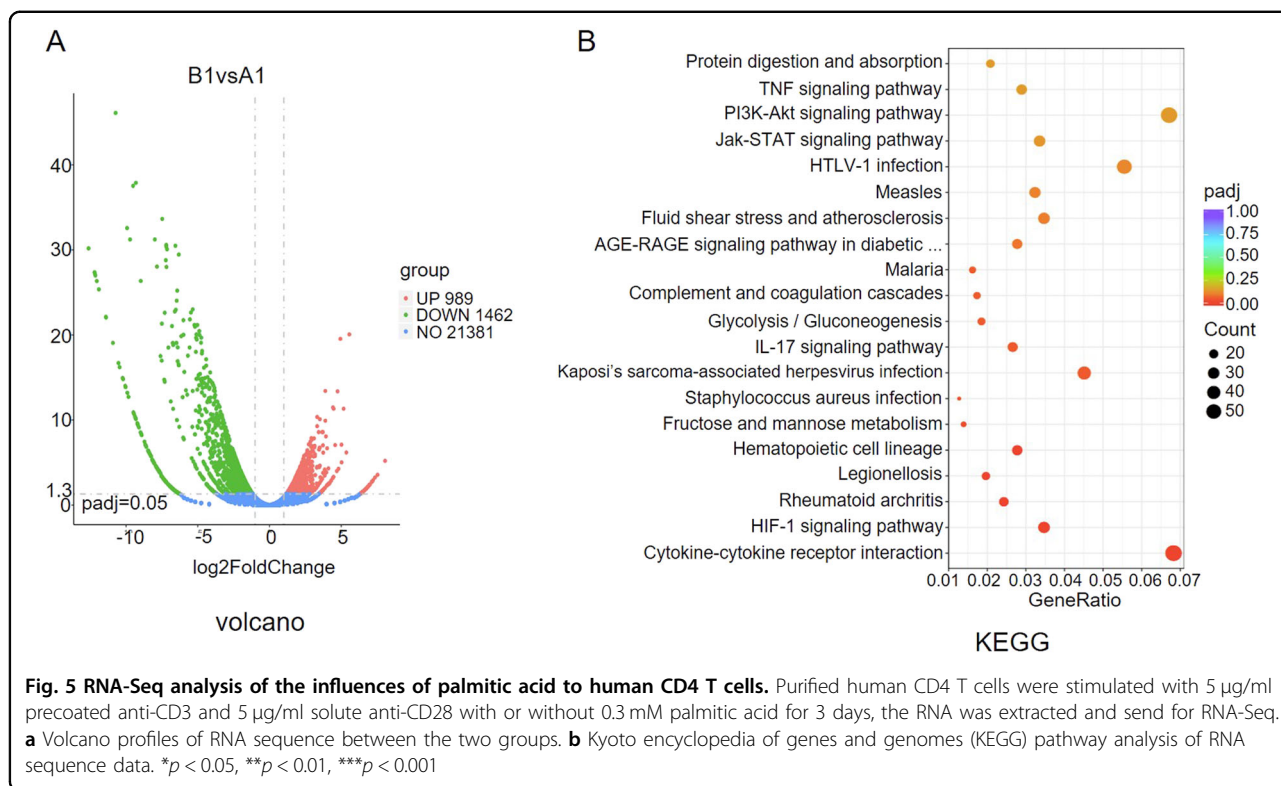 A
B1vsA1
40
30
20
10
1.3
0
padj=0.05
-10
-5
0
5
log2FoldChange
volcano
group
UP 989
DOWN 1462
NO 21381
B
Protein digestion and absorption
TNF signaling pathway
PI3K-Akt signaling pathway
Jak-STAT signaling pathway
HTLV-1 infection
Measles
Fluid shear stress and atherosclerosis
AGE-RAGE signaling pathway in diabetic ...
Malaria
Complement and coagulation cascades
Glycolysis / Gluconeogenesis
IL-17 signaling pathway
Kaposi's sarcoma-associated herpesvirus infection
Staphylococcus aureus infection
Fructose and mannose metabolism
Hematopoietic cell lineage
Legionellosis
Rheumatoid archritis
HIF-1 signaling pathway
Cytokine-cytokine receptor interaction
0.01 0.02 0.03 0.04 0.05 0.06 0.07
GeneRatio
KEGG
padj
1.00
0.75
0.50
0.25
0.00
Count
20
30
40
50
Fig. 5 RNA-Seq analysis of the influences of palmitic acid to human CD4 T cells. Purified human CD4 T cells were stimulated with 5 μg/ml
precoated anti-CD3 and 5 μg/ml solute anti-CD28 with or without 0.3 mM palmitic acid for 3 days, the RNA was extracted and send for RNA-Seq.
a Volcano profiles of RNA sequence between the two groups. b Kyoto encyclopedia of genes and genomes (KEGG) pathway analysis of RNA
sequence data. *p < 0.05, **p < 0.01, ***p < 0.001